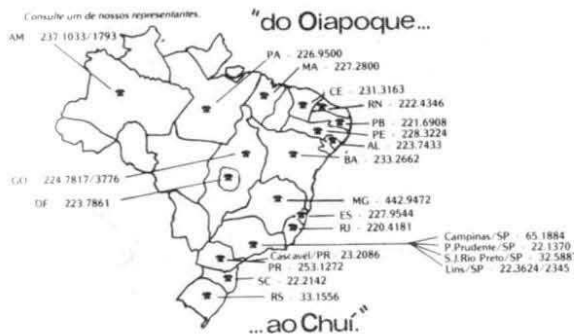 Consulte um de nossos representantes.
"do Oiapoque...
AM - 237.1033/1793
PA - 226.9500
MA - 227.2800
CE - 231.3163
RN - 222.4346
PB - 221.6908
PE - 228.3224
AL - 223.7433
BA - 233.2662
GO - 224.7817/3776
DF - 223.7861
MG - 442.9472
ES - 227.9544
RJ - 220.4181
Campinas/SP - 65.1884
P.Prudente/SP - 22.1370
S.J.Rio Preto/SP - 32.5887
Lins/SP - 22.3624/2345
Cascavel/PR - 23.2086
PR - 253.1272
SC - 22.2142
RS - 33.1556
...ao Chuí."